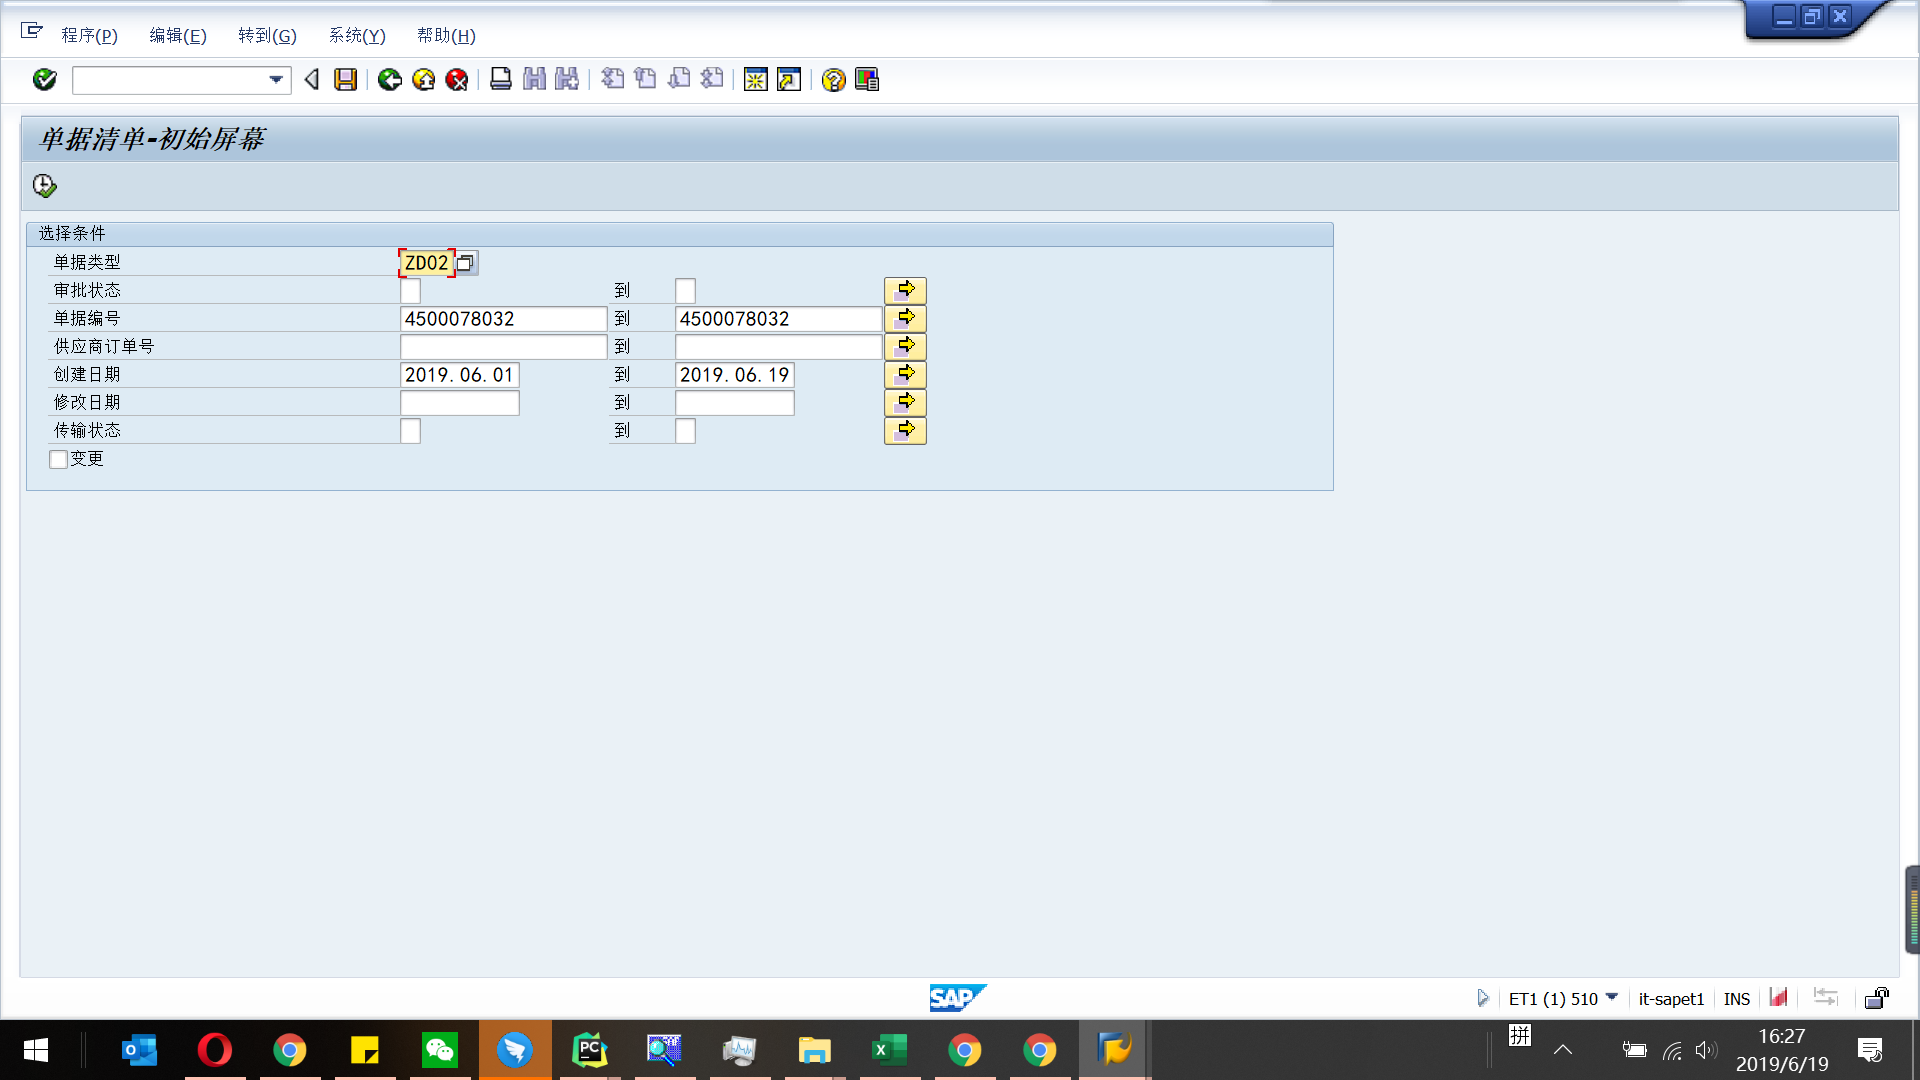 程序(P) 编辑(E) 转到(G) 系统(Y) 帮助(H)
单据清单-初始屏幕
选择条件
单据类型 ZD02
审批状态 到
单据编号 4500078032 到 4500078032
供应商订单号 到
创建日期 2019.06.01 到 2019.06.19
修改日期 到
传输状态 到
变更
SAP
ET1 (1) 510 it-sapet1 INS
拼
16:27
2019/6/19
PC